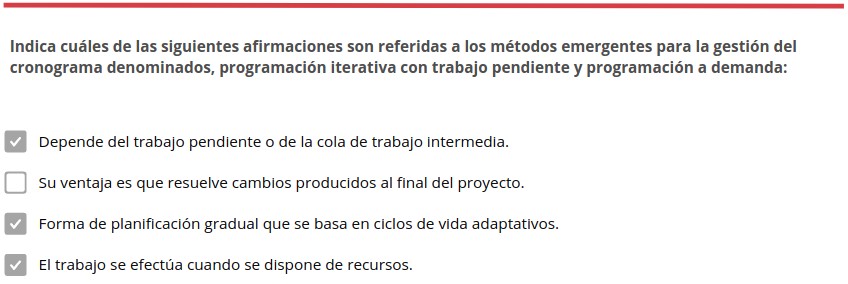 Indica cuáles de las siguientes afirmaciones son referidas a los métodos emergentes para la gestión del
cronograma denominados, programación iterativa con trabajo pendiente y programación a demanda:
Depende del trabajo pendiente o de la cola de trabajo intermedia.
Su ventaja es que resuelve cambios producidos al final del proyecto.
Forma de planificación gradual que se basa en ciclos de vida adaptativos.
El trabajo se efectúa cuando se dispone de recursos.